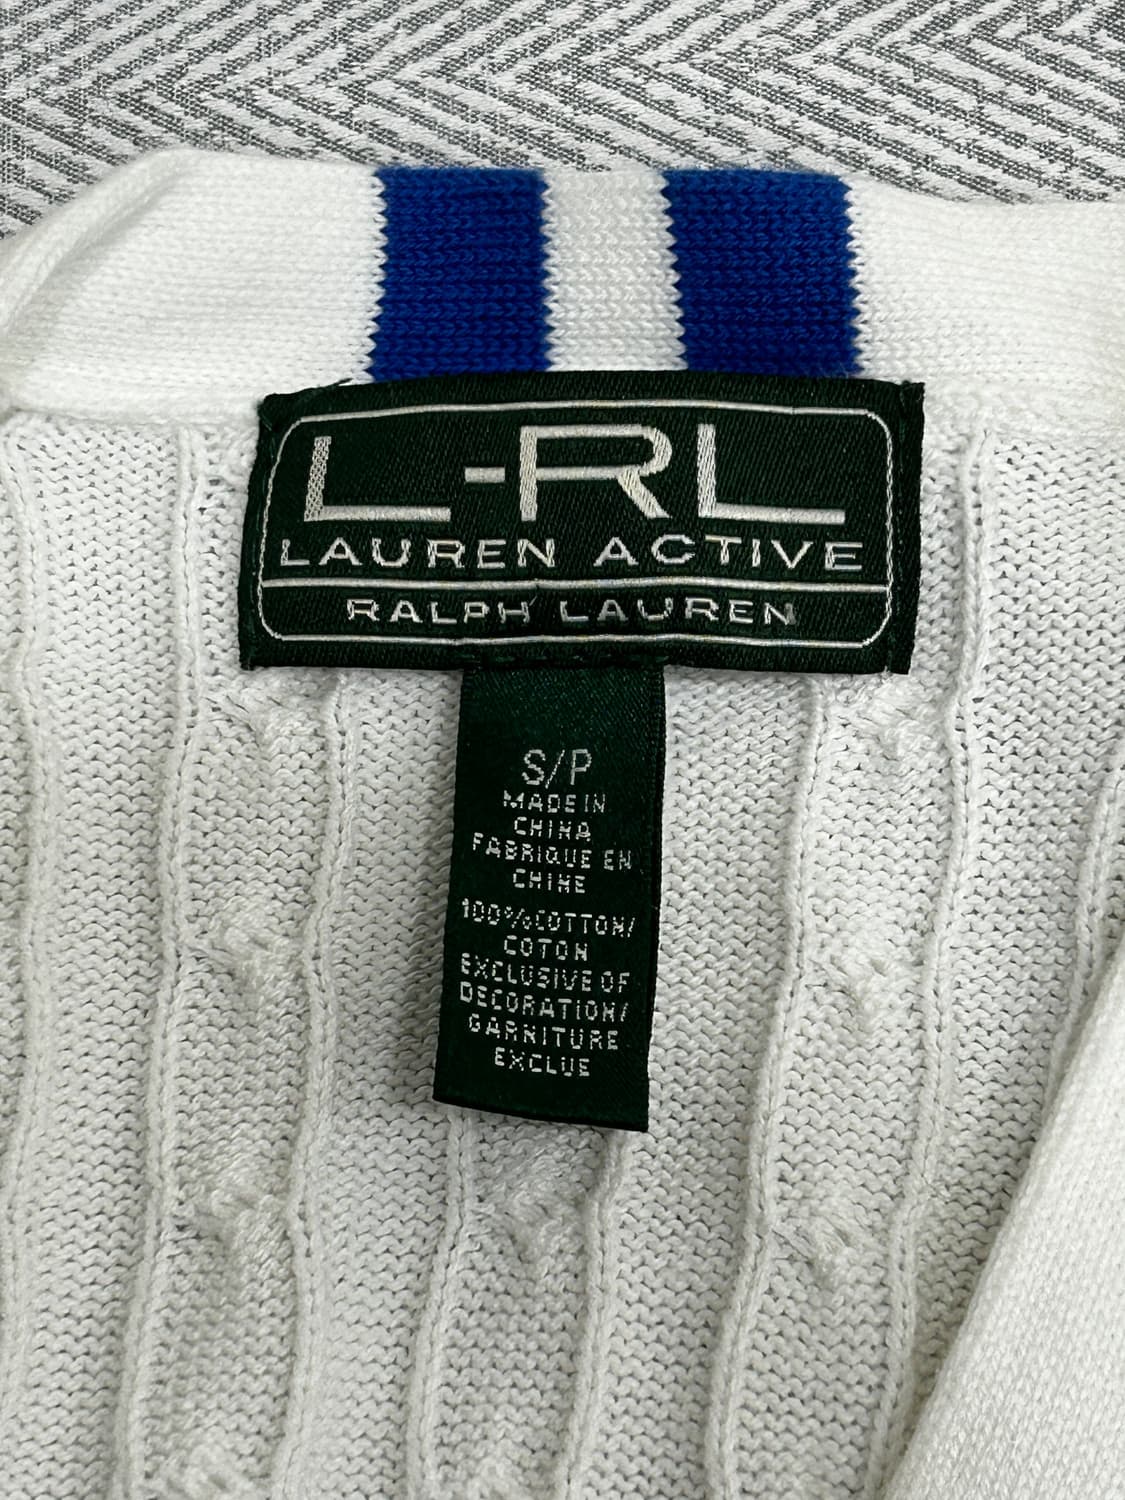 L-RL
LAUREN ACTIVE
RALPH LAUREN
S/P
MADE IN
CHINA
FABRIQUE EN
CHINE
100%COTTON/
COTON
EXCLUSIVE OF
DECORATION/
GARNITURE
EXCLUE